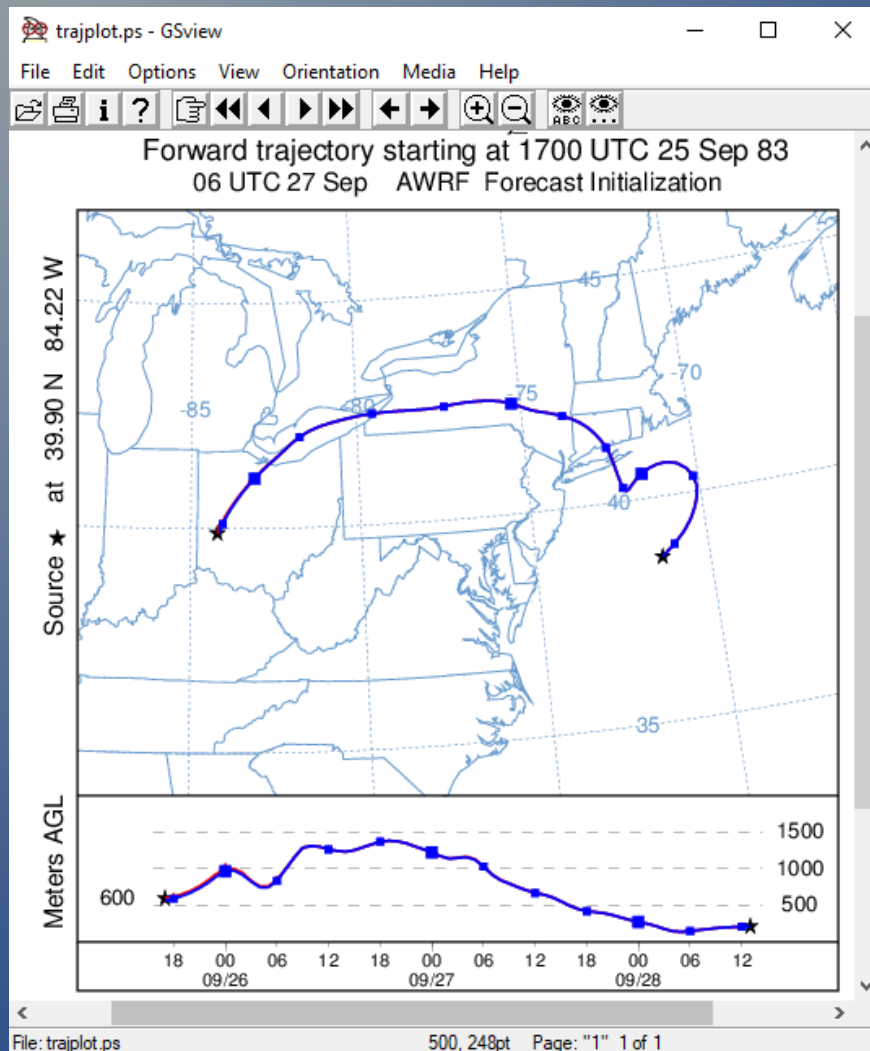 trajplot.ps - GSview
File Edit Options View Orientation Media Help
ABC
Forward trajectory starting at 1700 UTC 25 Sep 83
06 UTC 27 Sep AWRF Forecast Initialization
Source ★ at 39.90 N 84.22 W
45
-70
-75
-80
-85
40
35
Meters AGL
1500
1000
600
500
18 00 06 12 18 00 06 12 18 00 06 12
09/26 09/27 09/28
File: trajplot.ps 500, 248pt Page: "1" 1 of 1